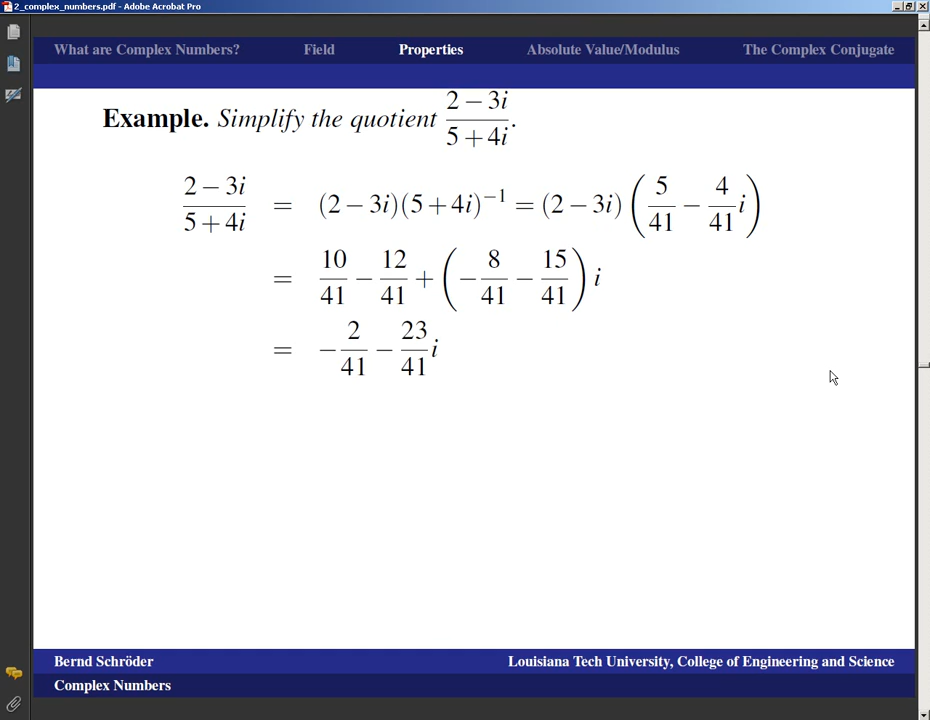 2_complex_numbers.pdf - Adobe Acrobat Pro
What are Complex Numbers? Field Properties Absolute Value/Modulus The Complex Conjugate
Example. Simplify the quotient (2 − 3i)/(5 + 4i).
(2 − 3i)/(5 + 4i) = (2 − 3i)(5 + 4i)⁻¹ = (2 − 3i) (5/41 − 4/41 i)
= 10/41 − 12/41 + (−8/41 − 15/41) i
= −2/41 − 23/41 i
Bernd Schröder Louisiana Tech University, College of Engineering and Science
Complex Numbers